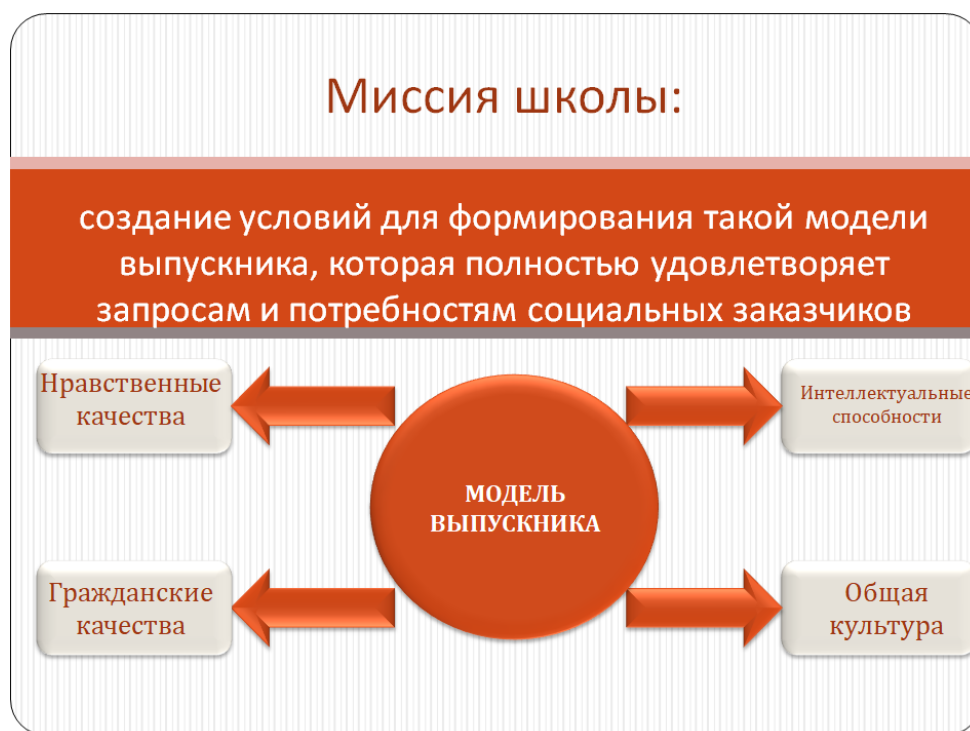 Миссия школы:
создание условий для формирования такой модели
выпускника, которая полностью удовлетворяет
запросам и потребностям социальных заказчиков
Нравственные
качества
Интеллектуальные
способности
МОДЕЛЬ
ВЫПУСКНИКА
Гражданские
качества
Общая
культура